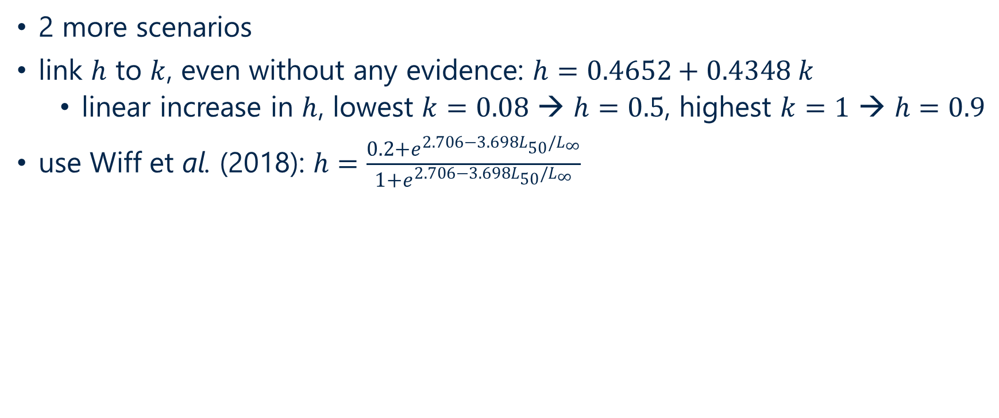 • 2 more scenarios
• link h to k, even without any evidence: h = 0.4652 + 0.4348 k
• linear increase in h, lowest k = 0.08 → h = 0.5, highest k = 1 → h = 0.9
• use Wiff et al. (2018): h = \frac{0.2+e^{2.706-3.698L_{50}/L_{\infty}}}{1+e^{2.706-3.698L_{50}/L_{\infty}}}